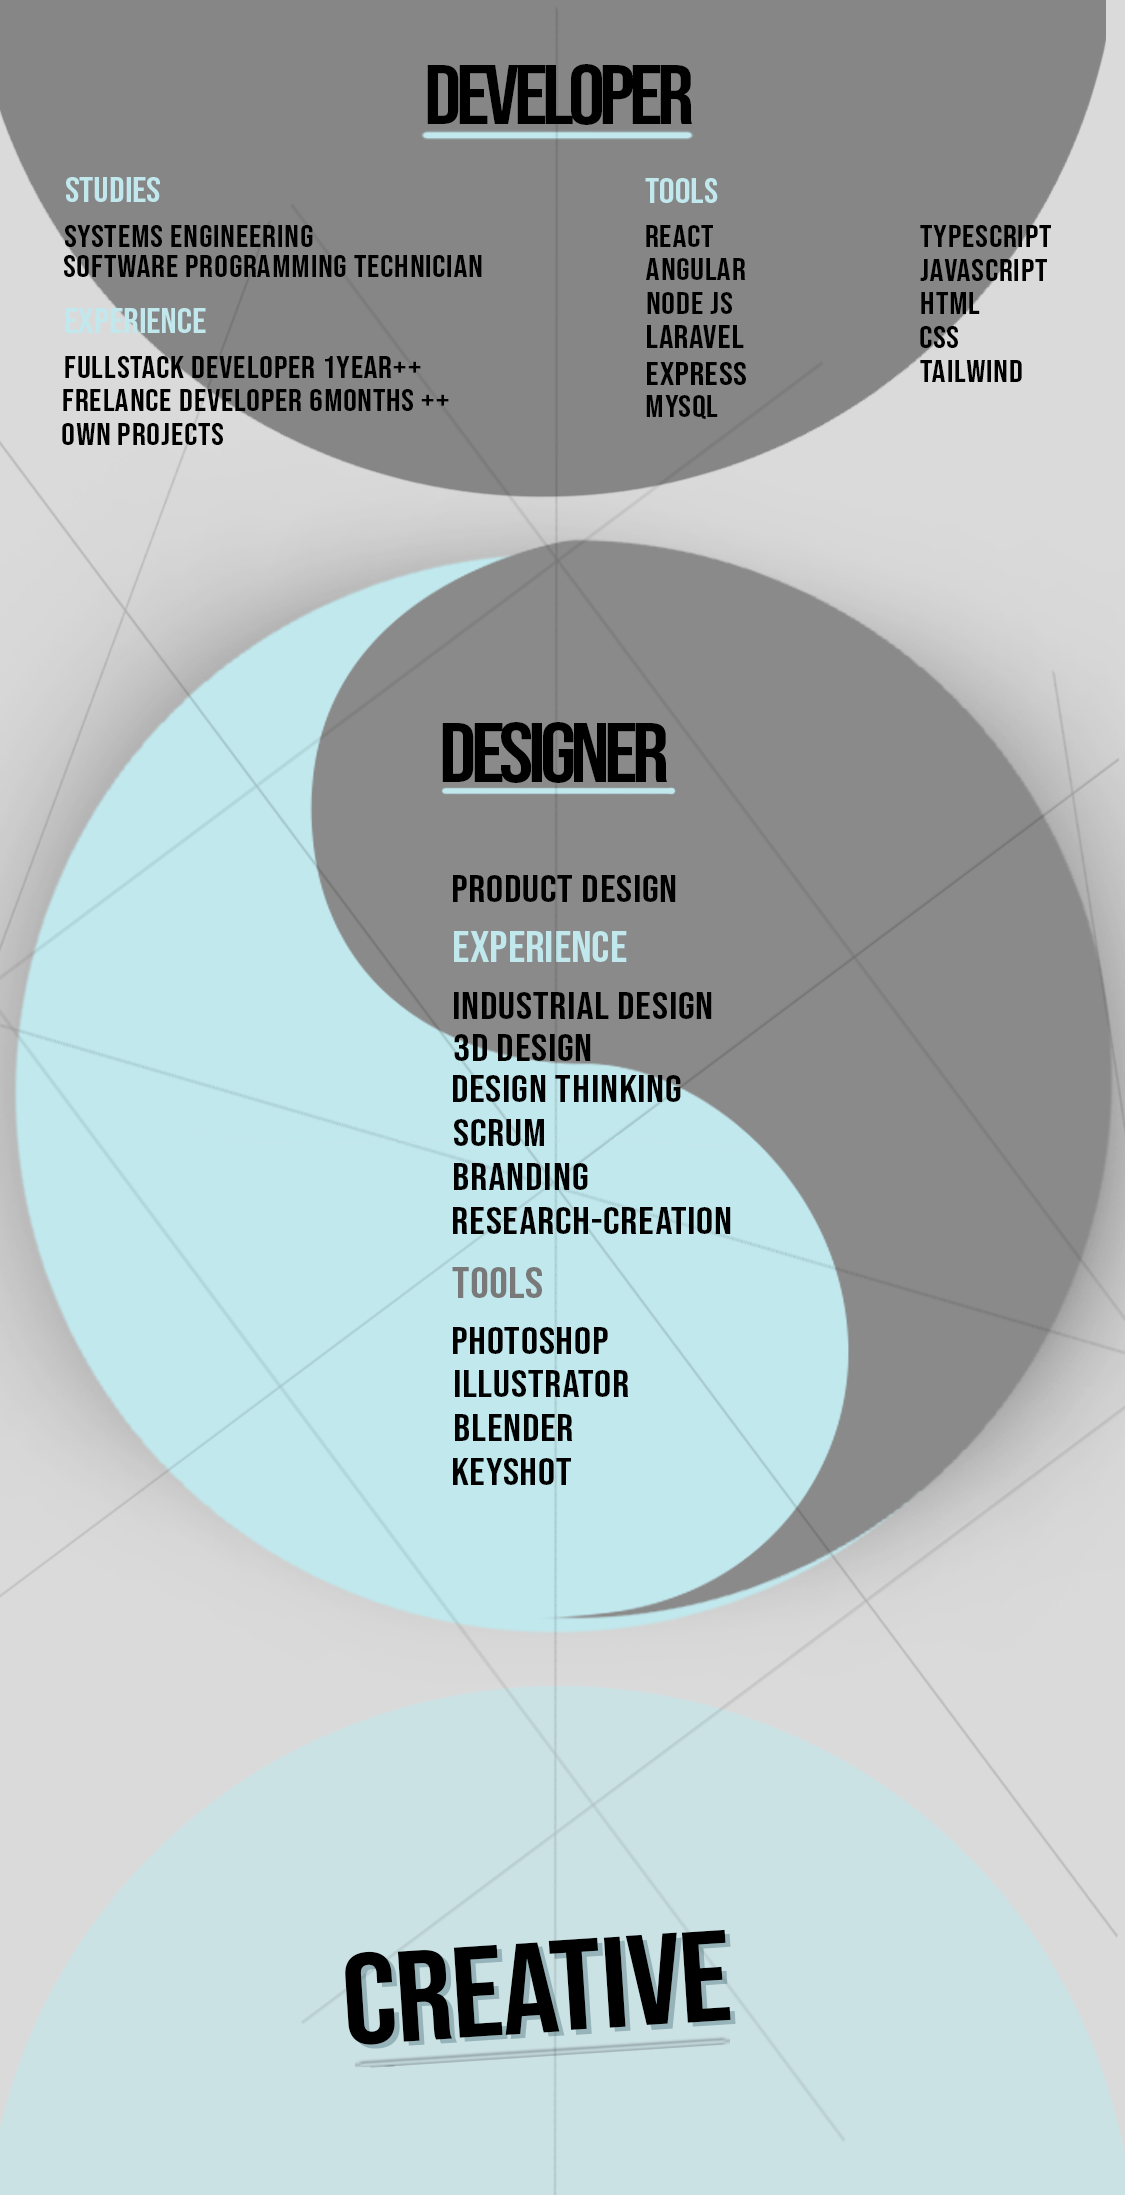 DEVELOPER
STUDIES
SYSTEMS ENGINEERING
SOFTWARE PROGRAMMING TECHNICIAN
EXPERIENCE
FULLSTACK DEVELOPER 1YEAR++
FRELANCE DEVELOPER 6MONTHS ++
OWN PROJECTS
TOOLS
REACT
ANGULAR
NODE JS
LARAVEL
EXPRESS
MYSQL
TYPESCRIPT
JAVASCRIPT
HTML
CSS
TAILWIND
DESIGNER
PRODUCT DESIGN
EXPERIENCE
INDUSTRIAL DESIGN
3D DESIGN
DESIGN THINKING
SCRUM
BRANDING
RESEARCH-CREATION
TOOLS
PHOTOSHOP
ILLUSTRATOR
BLENDER
KEYSHOT
CREATIVE